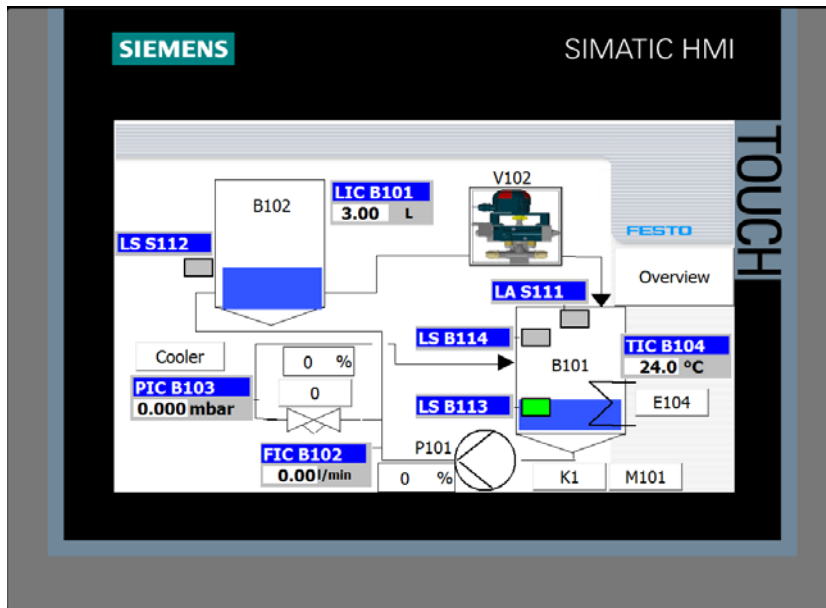 SIEMENS
SIMATIC HMI
TOUCH
V102
B102
LIC B101
3.00 L
FESTO
LS S112
Overview
LA S111
LS B114
TIC B104
24.0 °C
Cooler
0 %
B101
PIC B103
0.000 mbar
0
LS B113
E104
P101
FIC B102
0.00 l/min
0 %
K1
M101